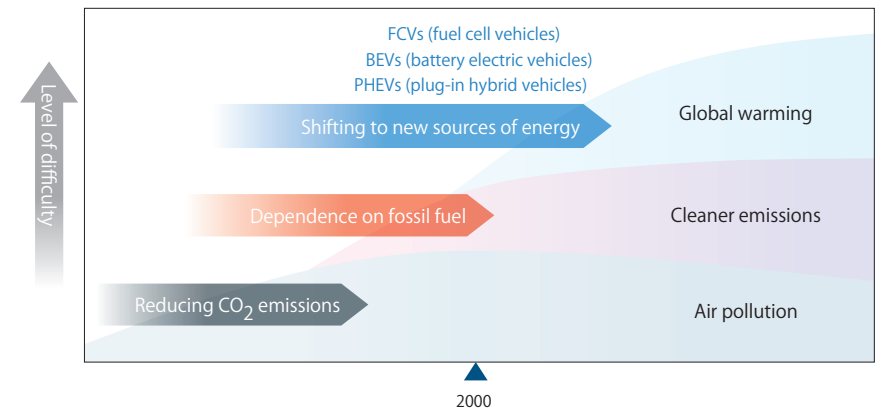 FCVs (fuel cell vehicles)
BEVs (battery electric vehicles)
PHEVs (plug-in hybrid vehicles)
Level of difficulty
Shifting to new sources of energy
Global warming
Dependence on fossil fuel
Cleaner emissions
Reducing CO2 emissions
Air pollution
2000